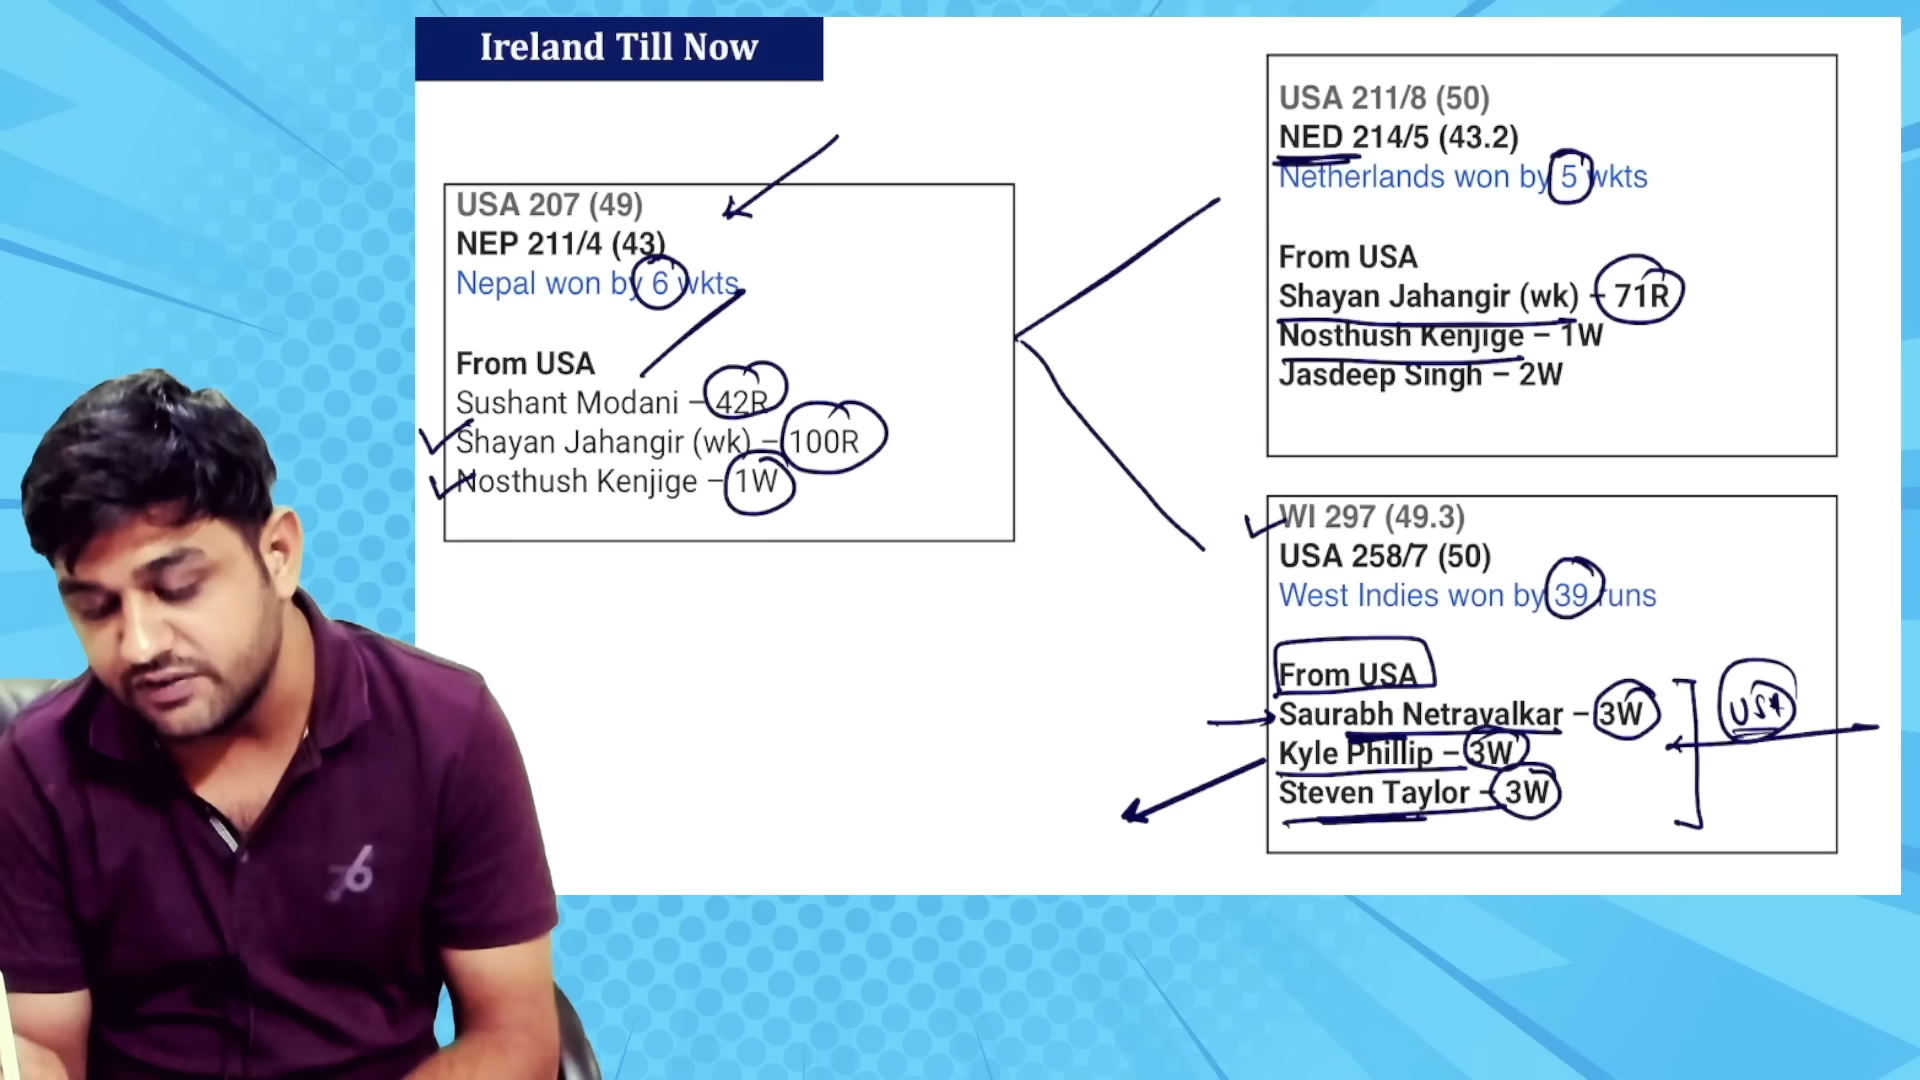 Ireland Till Now
USA 207 (49)
NEP 211/4 (43)
Nepal won by 6 wkts
From USA
Sushant Modani – 42R
Shayan Jahangir (wk) – 100R
Nosthush Kenjige – 1W
USA 211/8 (50)
NED 214/5 (43.2)
Netherlands won by 5 wkts
From USA
Shayan Jahangir (wk) – 71R
Nosthush Kenjige – 1W
Jasdeep Singh – 2W
WI 297 (49.3)
USA 258/7 (50)
West Indies won by 39 runs
From USA
Saurabh Netravalkar – 3W
Kyle Phillip – 3W
Steven Taylor – 3W
USA
76